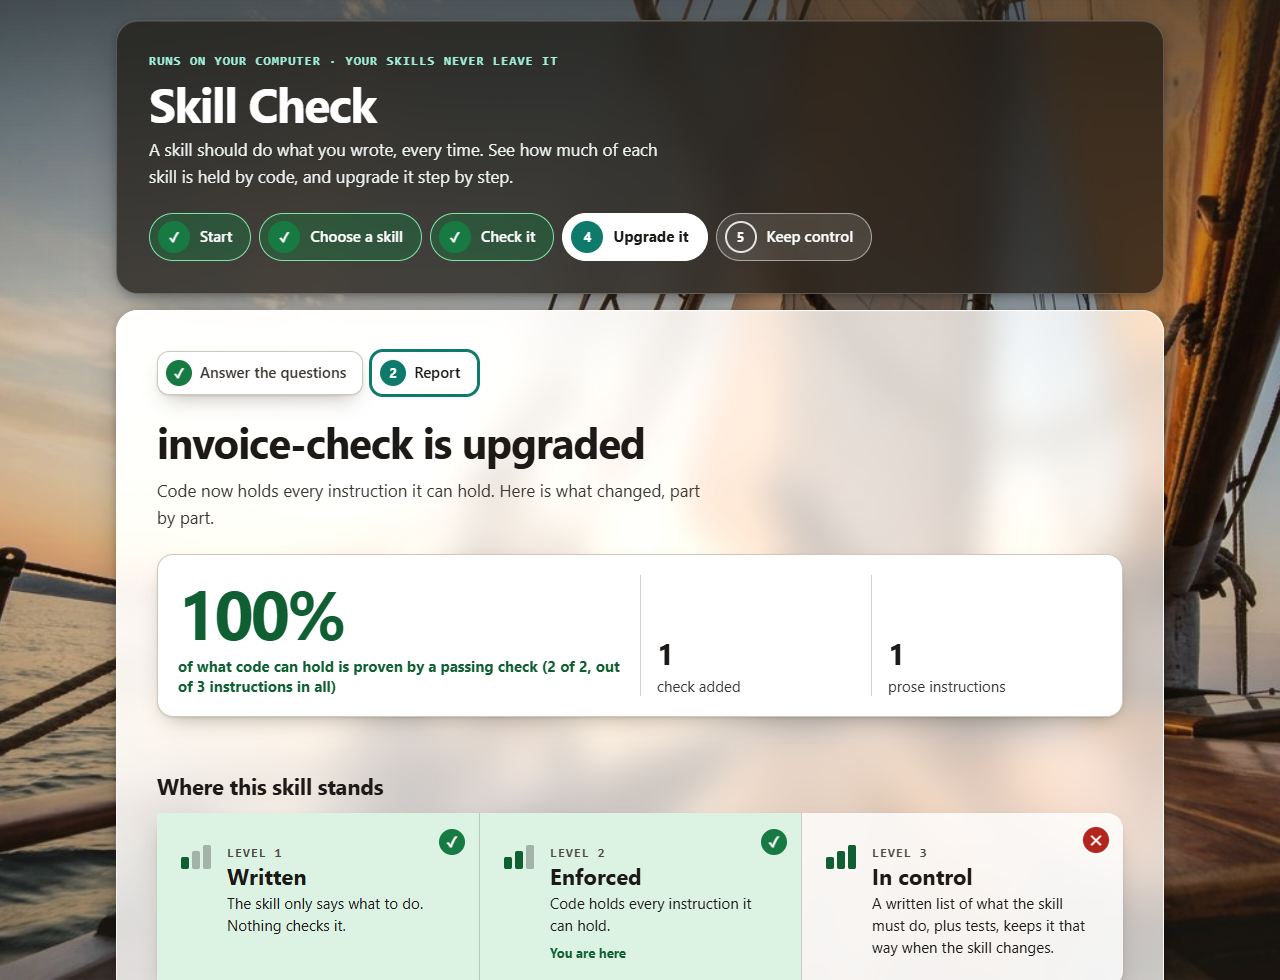 RUNS ON YOUR COMPUTER · YOUR SKILLS NEVER LEAVE IT
Skill Check
A skill should do what you wrote, every time. See how much of each
skill is held by code, and upgrade it step by step.
Start
Choose a skill
Check it
4 Upgrade it
5 Keep control
Answer the questions
2 Report
invoice-check is upgraded
Code now holds every instruction it can hold. Here is what changed, part
by part.
100%
of what code can hold is proven by a passing check (2 of 2, out
of 3 instructions in all)
1
check added
1
prose instructions
Where this skill stands
LEVEL 1
Written
The skill only says what to do.
Nothing checks it.
LEVEL 2
Enforced
Code holds every instruction it
can hold.
You are here
LEVEL 3
In control
A written list of what the skill
must do, plus tests, keeps it that
way when the skill changes.